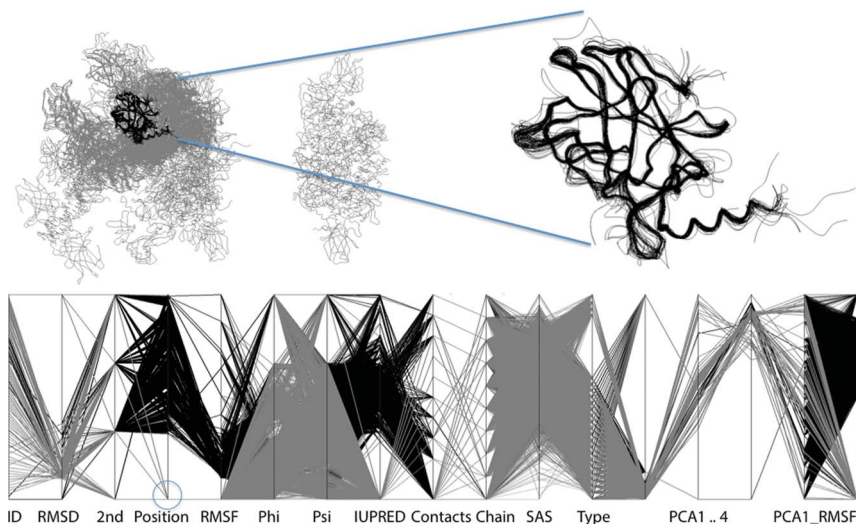 ID RMSD 2nd Position RMSF Phi Psi IUPRED Contacts Chain SAS Type PCA1 .. 4 PCA1_RMSF